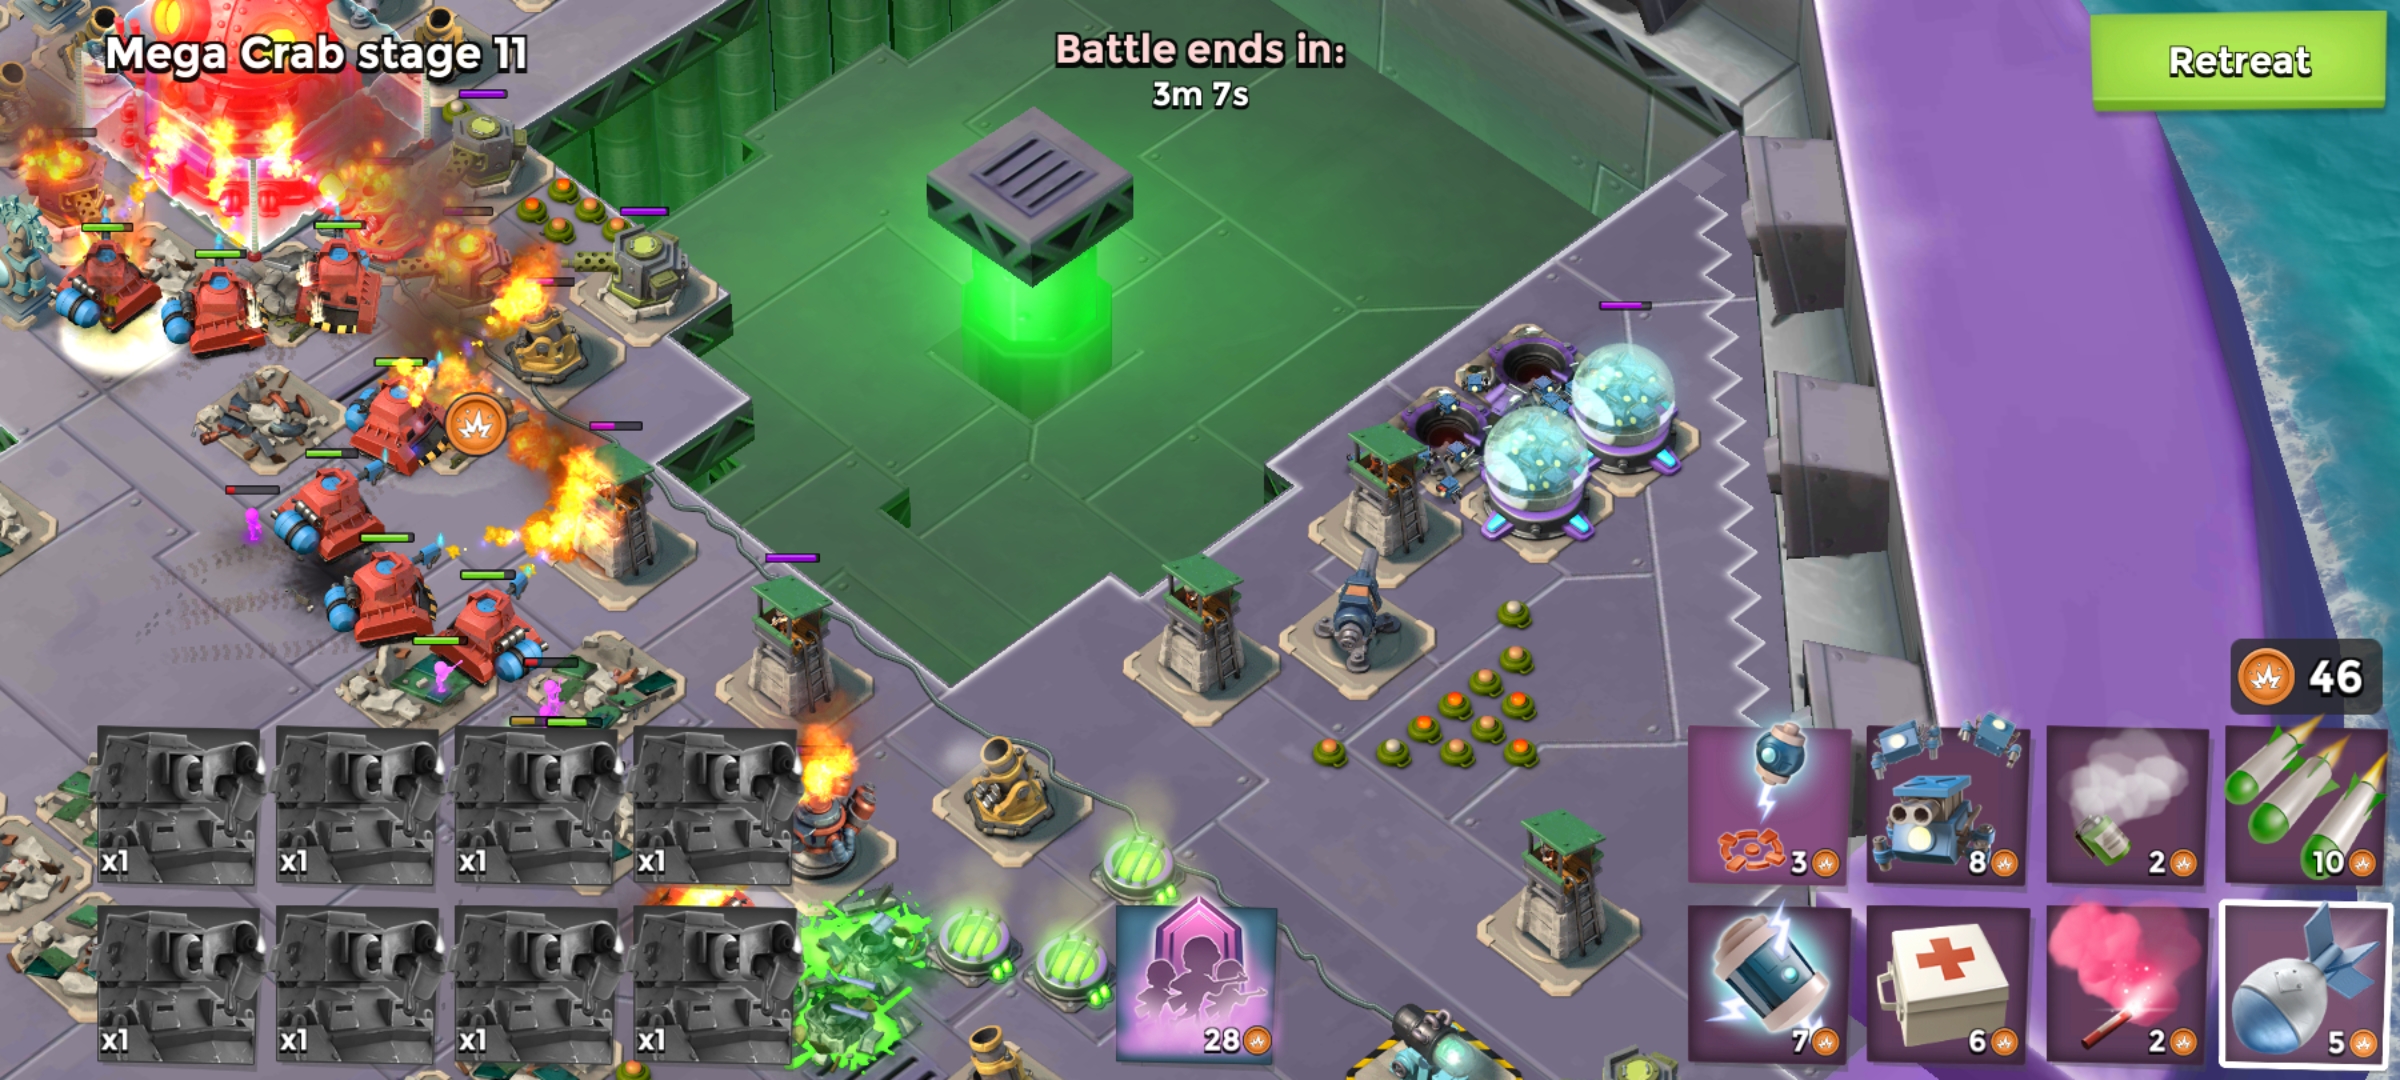 Mega Crab stage 11
Battle ends in:
3m 7s
Retreat
46
x1
x1
x1
x1
3
8
2
10
x1
x1
x1
x1
28
7
6
2
5